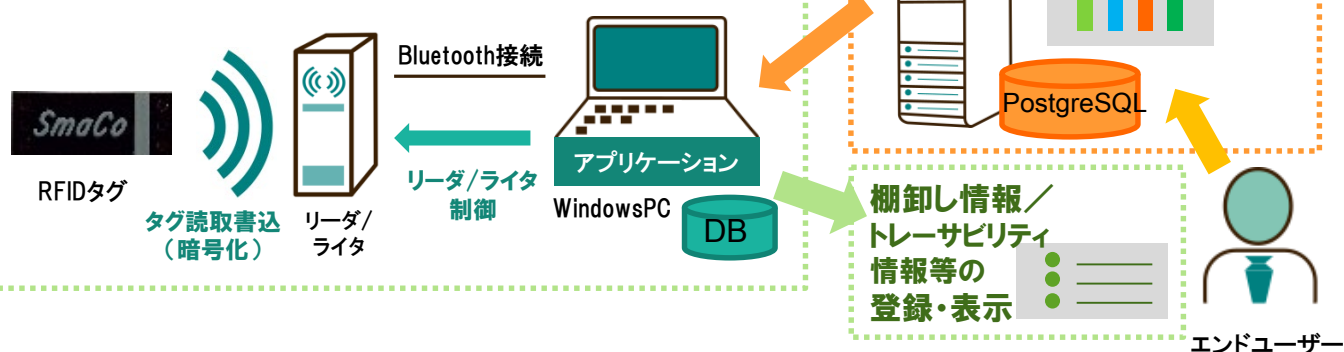 SmaCo
RFIDタグ
タグ読取書込
（暗号化）
リーダ/
ライタ
Bluetooth接続
リーダ/ライタ
制御
アプリケーション
WindowsPC
DB
PostgreSQL
棚卸し情報／
トレーサビリティ
情報等の
登録・表示
エンドユーザー